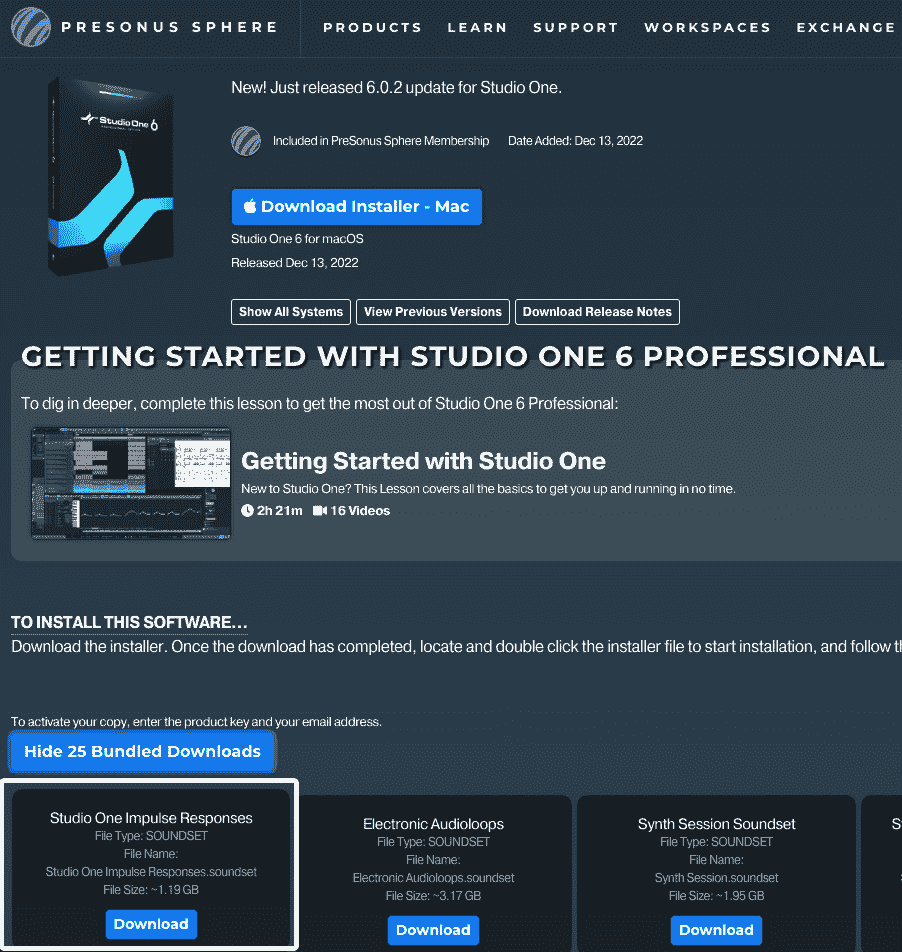 PRESONUS SPHERE
PRODUCTS LEARN SUPPORT WORKSPACES EXCHANGE
Studio One 6
New! Just released 6.0.2 update for Studio One.
Included in PreSonus Sphere Membership Date Added: Dec 13, 2022
Download Installer - Mac
Studio One 6 for macOS
Released Dec 13, 2022
Show All Systems View Previous Versions Download Release Notes
GETTING STARTED WITH STUDIO ONE 6 PROFESSIONAL
To dig in deeper, complete this lesson to get the most out of Studio One 6 Professional:
Getting Started with Studio One
New to Studio One? This Lesson covers all the basics to get you up and running in no time.
2h 21m 16 Videos
TO INSTALL THIS SOFTWARE...
Download the installer. Once the download has completed, locate and double click the installer file to start installation, and follow
To activate your copy, enter the product key and your email address.
Hide 25 Bundled Downloads
Studio One Impulse Responses
File Type: SOUNDSET
File Name:
Studio One Impulse Responses.soundset
File Size: ~1.19 GB
Download
Electronic Audioloops
File Type: SOUNDSET
File Name:
Electronic Audioloops.soundset
File Size: ~3.17 GB
Download
Synth Session Soundset
File Type: SOUNDSET
File Name:
Synth Session.soundset
File Size: ~1.95 GB
Download